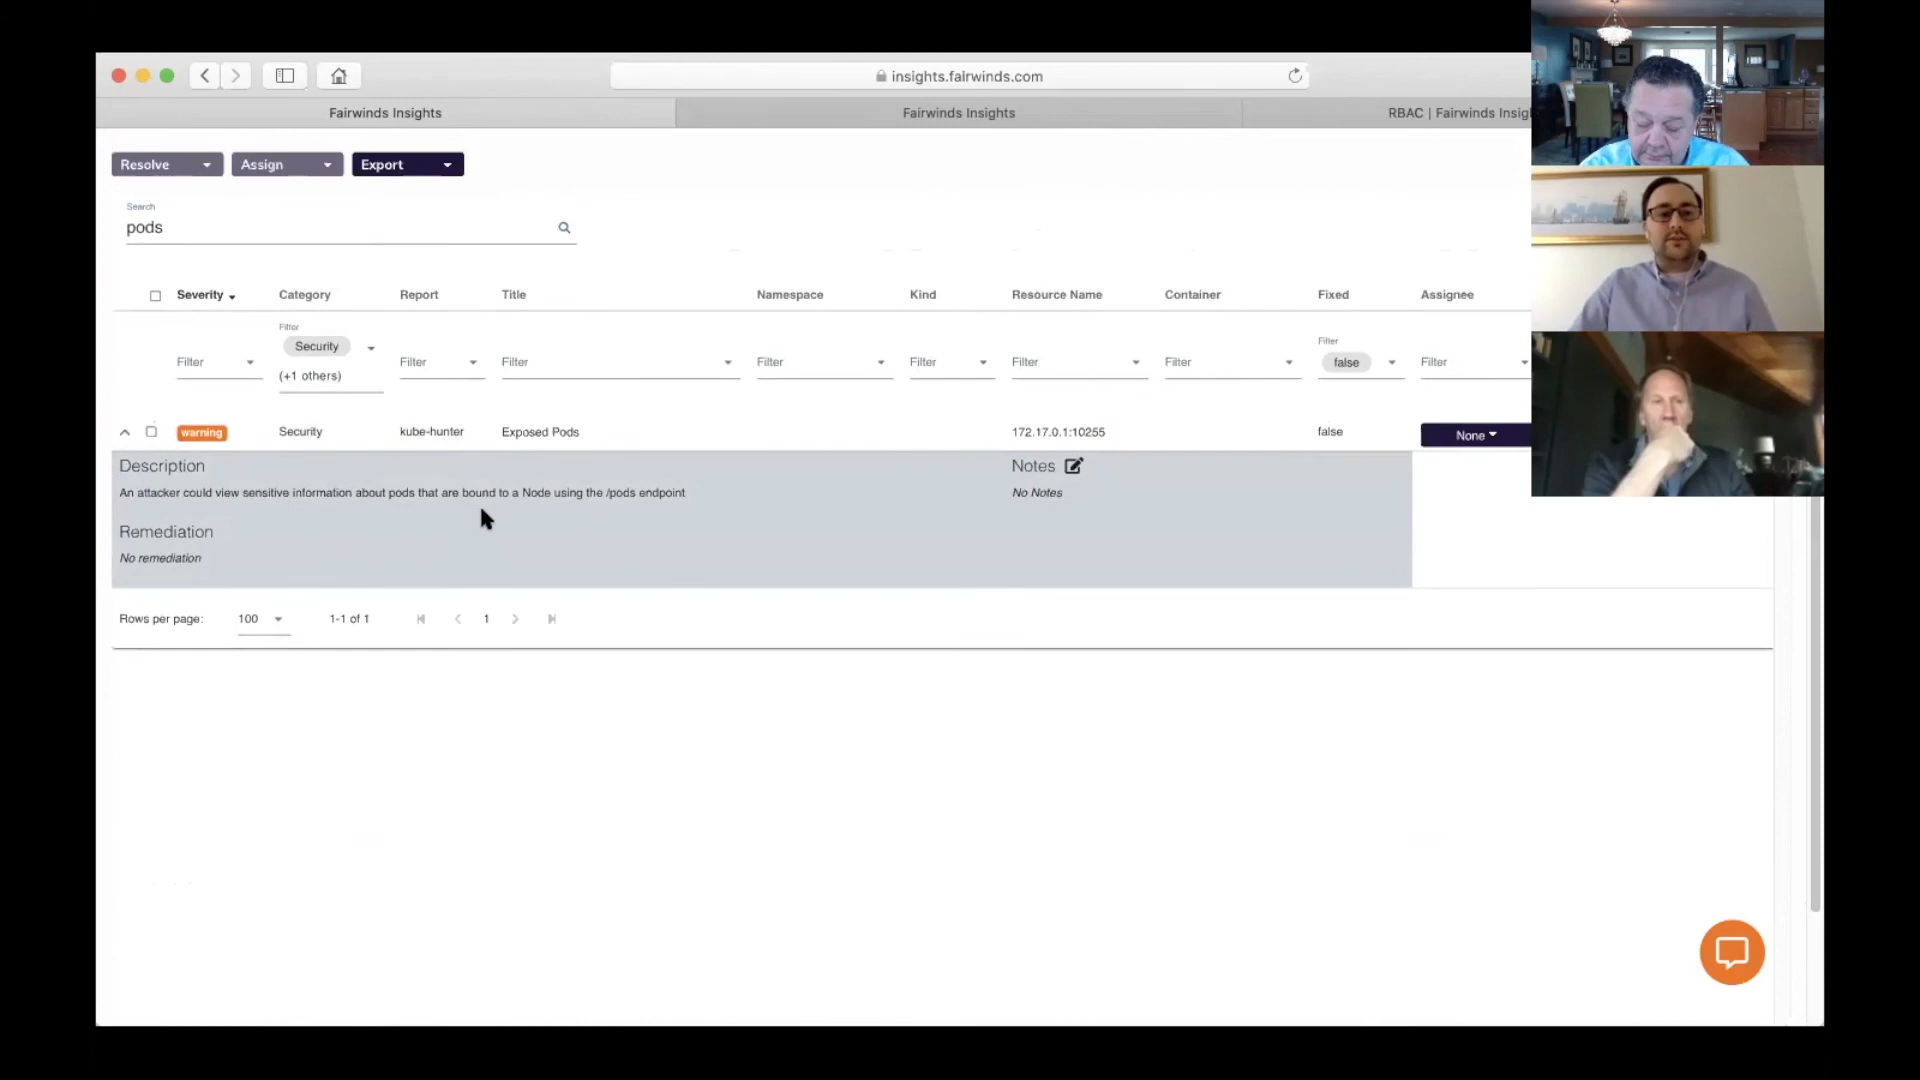 insights.fairwinds.com
Fairwinds Insights
Fairwinds Insights
RBAC | Fairwinds Insigh
Resolve
Assign
Export
Search
pods
Severity
Category
Report
Title
Namespace
Kind
Resource Name
Container
Fixed
Assignee
Filter
Filter
Security
false
Filter
Filter
Filter
Filter
Filter
Filter
Filter
Filter
(+1 others)
warning
Security
kube-hunter
Exposed Pods
172.17.0.1:10255
false
None
Description
Notes
An attacker could view sensitive information about pods that are bound to a Node using the /pods endpoint
No Notes
Remediation
No remediation
Rows per page:
100
1-1 of 1
1